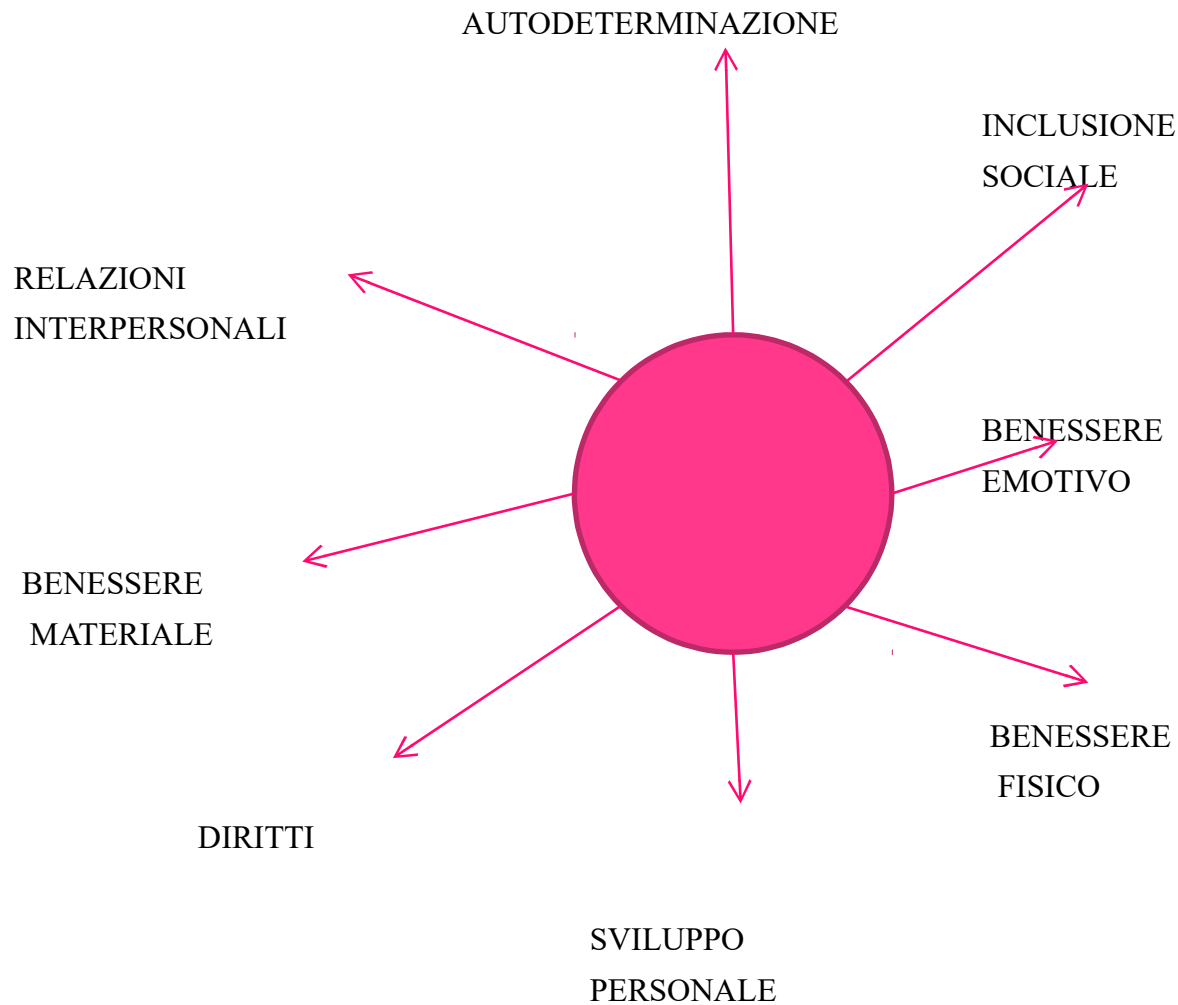 AUTODETERMINAZIONE
INCLUSIONE
SOCIALE
RELAZIONI
INTERPERSONALI
BENESSERE
EMOTIVO
BENESSERE
MATERIALE
BENESSERE
FISICO
DIRITTI
SVILUPPO
PERSONALE